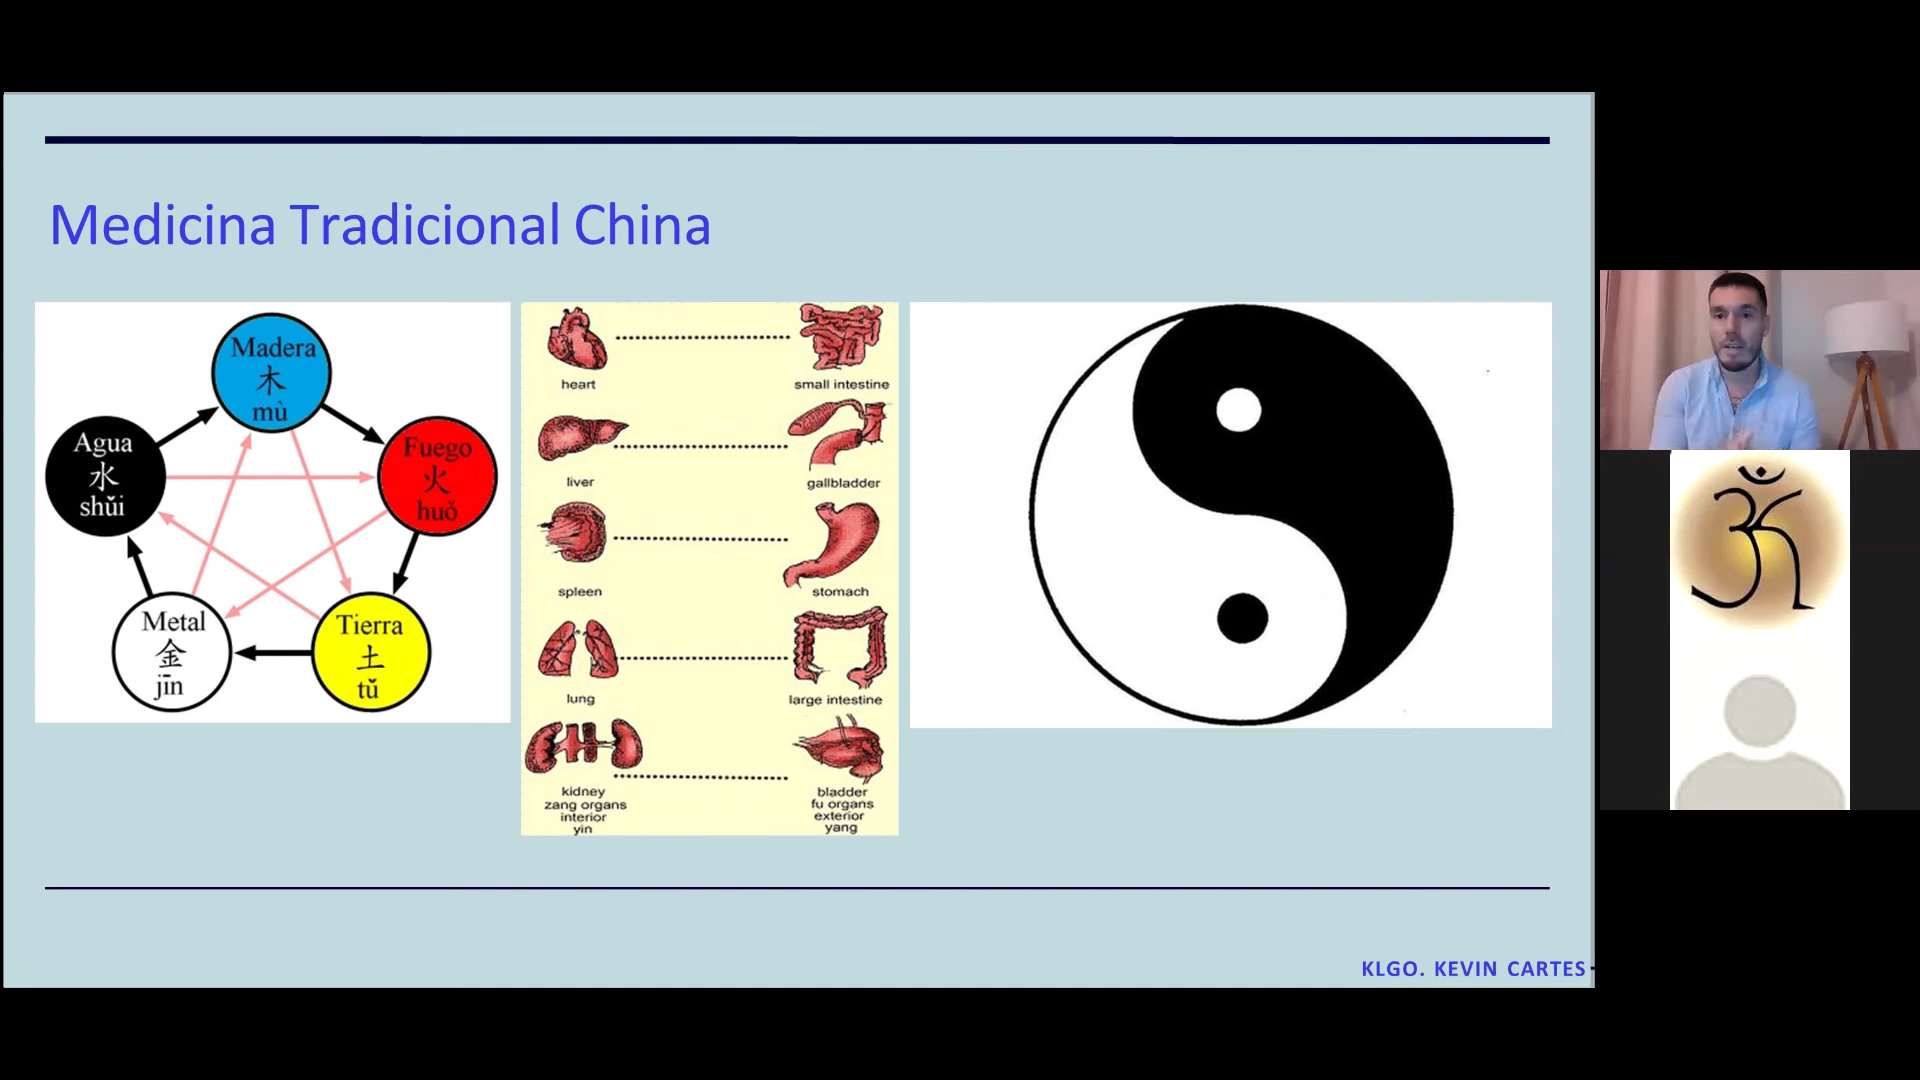 Medicina Tradicional China
Madera
木
mù
Agua
水
shǔi
Fuego
火
huǒ
Metal
金
jīn
Tierra
土
tǔ
heart
small intestine
liver
gallbladder
spleen
stomach
lung
large intestine
kidney
zang organs
interior
yin
bladder
fu organs
exterior
yang
ॐ
KLGO. KEVIN CARTES